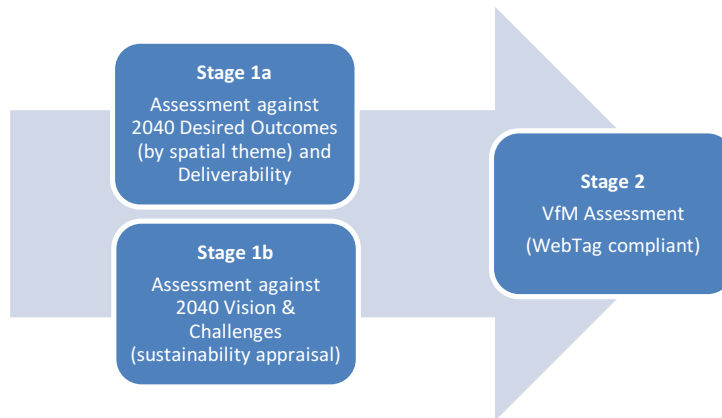 Stage 1a
Assessment against
2040 Desired Outcomes
(by spatial theme) and
Deliverability
Stage 1b
Assessment against
2040 Vision &
Challenges
(sustainability appraisal)
Stage 2
VfM Assessment
(WebTag compliant)